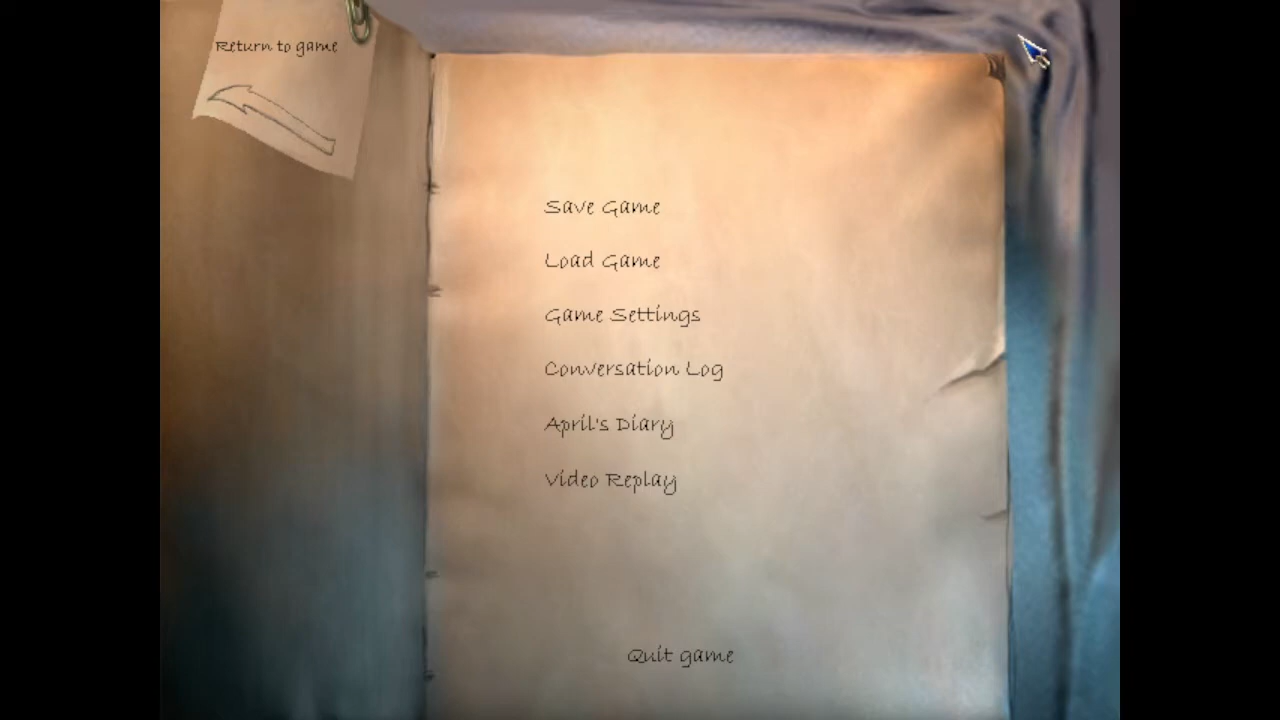 Return to game
Save Game
Load Game
Game Settings
Conversation Log
April's Diary
Video Replay
Quit game